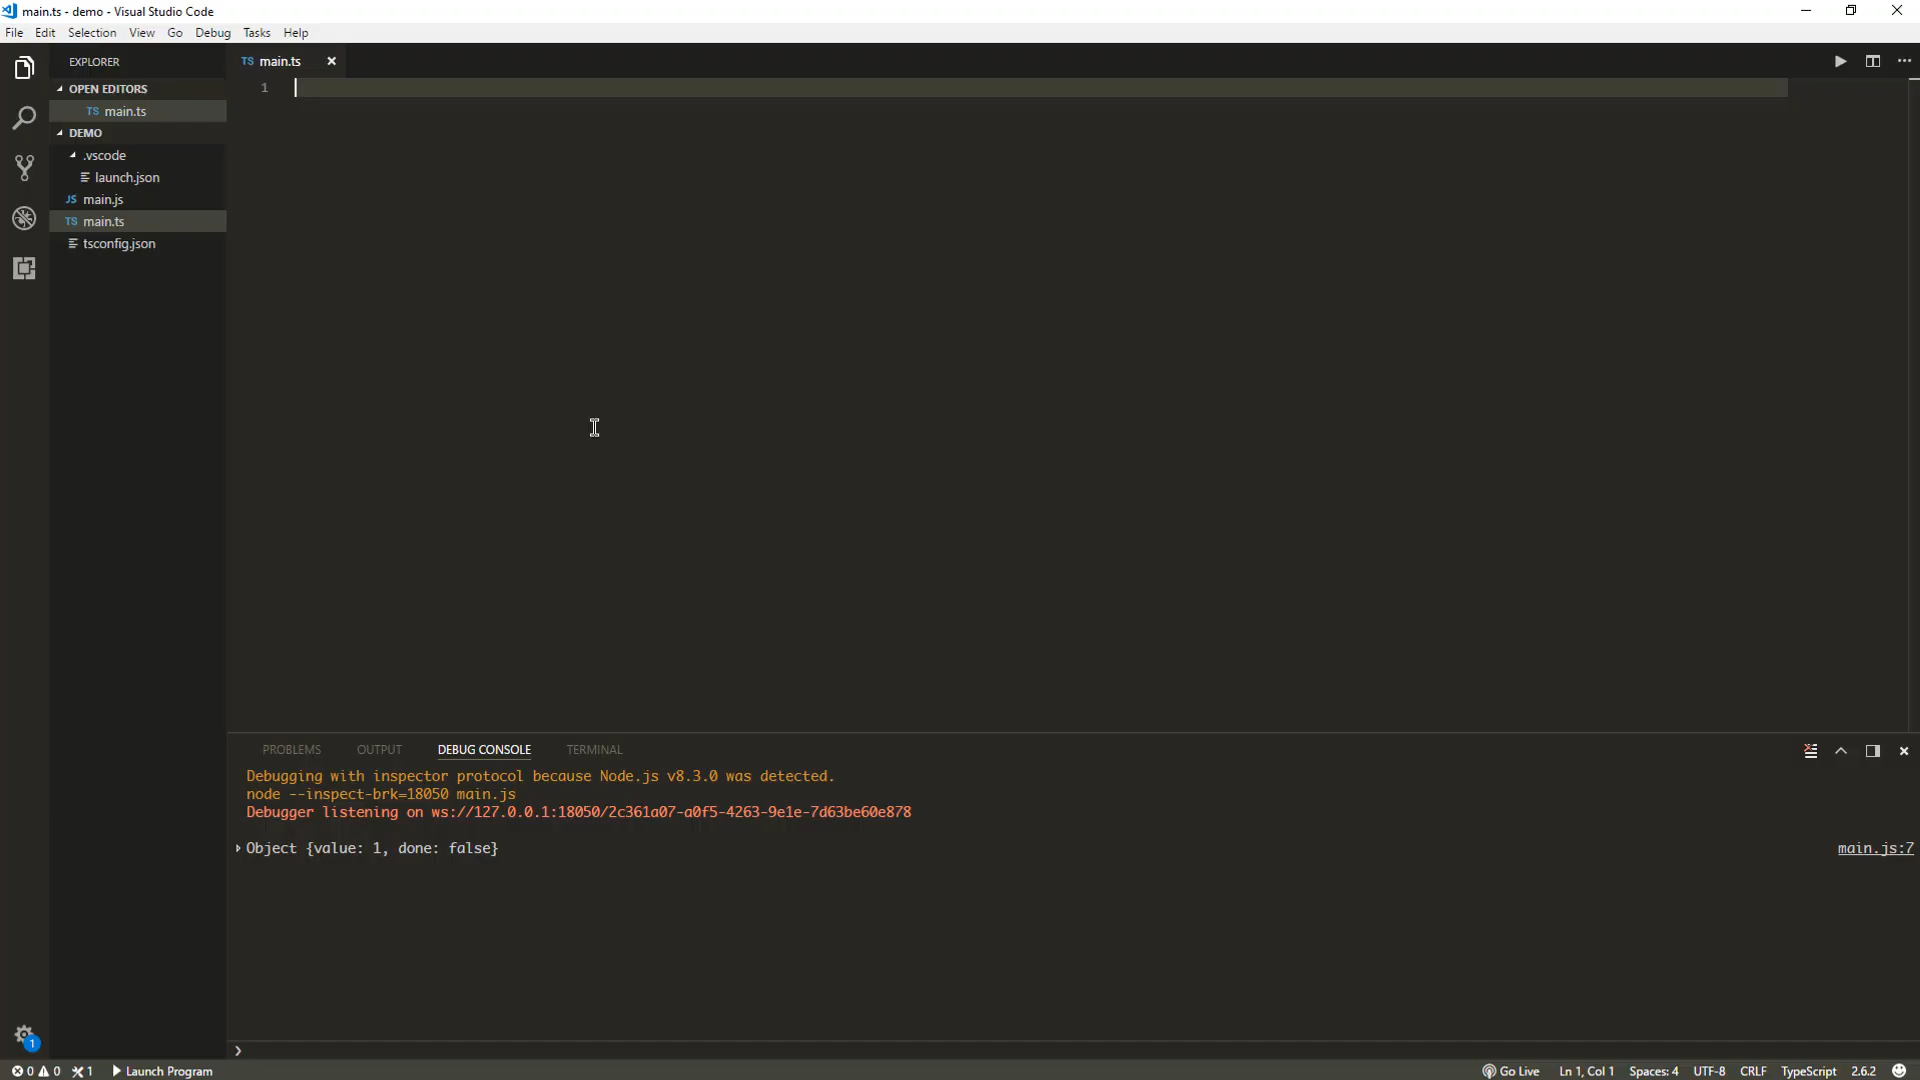 main.ts - demo - Visual Studio Code
File Edit Selection View Go Debug Tasks Help
EXPLORER
OPEN EDITORS
TS main.ts
DEMO
.vscode
launch.json
JS main.js
TS main.ts
tsconfig.json
TS main.ts
1
PROBLEMS OUTPUT DEBUG CONSOLE TERMINAL
Debugging with inspector protocol because Node.js v8.3.0 was detected.
node --inspect-brk=18050 main.js
Debugger listening on ws://127.0.0.1:18050/2c361a07-a0f5-4263-9e1e-7d63be60e878
Object {value: 1, done: false} main.js:7
1
0 0 1 Launch Program Go Live Ln 1, Col 1 Spaces: 4 UTF-8 CRLF TypeScript 2.6.2